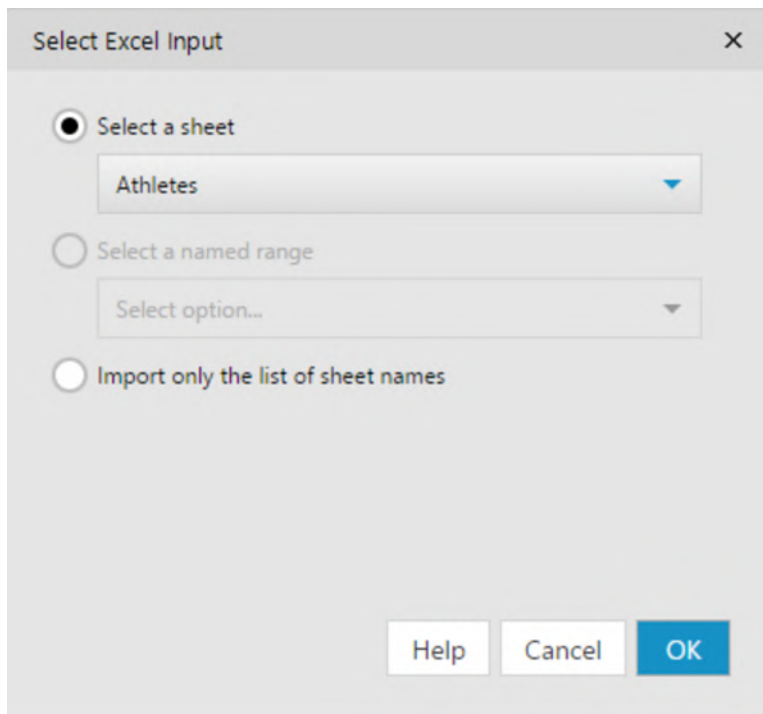 Select Excel Input
Select a sheet
Athletes
Select a named range
Select option...
Import only the list of sheet names
Help Cancel OK